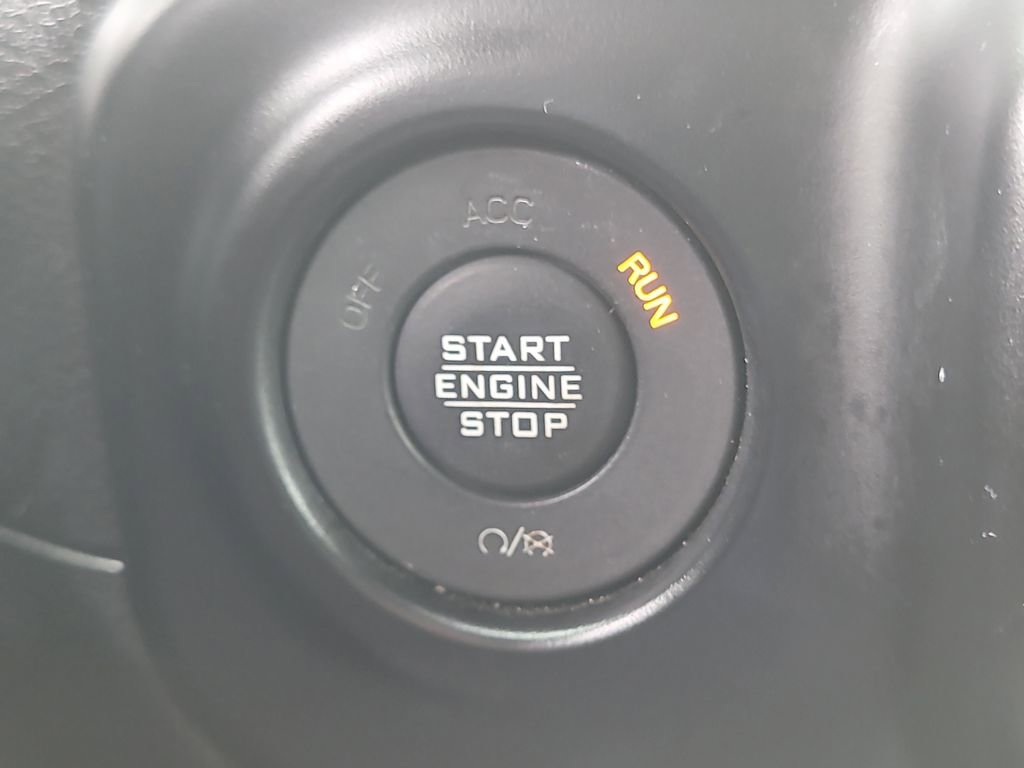 ACC
OFF
RUN
START
ENGINE
STOP